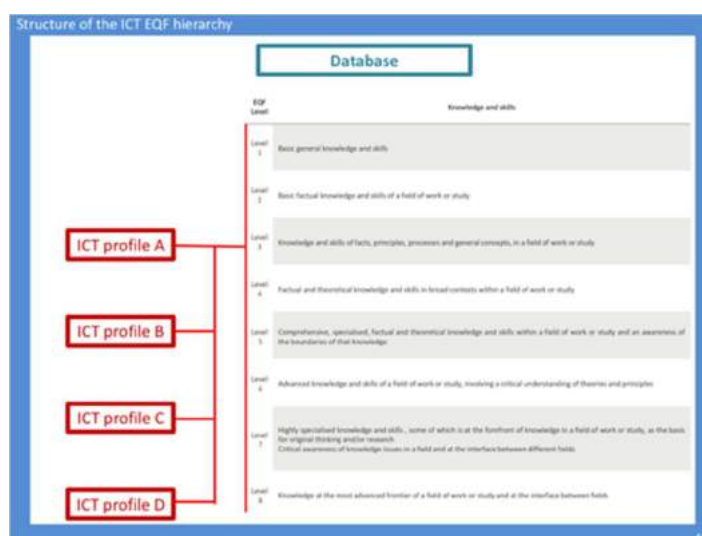 Structure of the ICT EQF hierarchy
Database
EQF
Level
Knowledge and skills
Level
1
Basic general knowledge and skills
Level
2
Basic factual knowledge and skills of a field of work or study
ICT profile A
Level
3
Knowledge and skills of facts, principles, processes and general concepts, in a field of work or study
Level
4
Factual and theoretical knowledge and skills in broad contexts within a field of work or study
ICT profile B
Level
5
Comprehensive, specialised, factual and theoretical knowledge and skills within a field of work or study and an awareness of
the boundaries of that knowledge
Level
Advanced knowledge and skills of a field of work or study, involving a critical understanding of theories and principles
ICT profile C
Level
7
Highly specialised knowledge and skills, some of which is at the forefront of knowledge in a field of work or study, as the basis
for original thinking and/or research
Critical awareness of knowledge issues in a field and at the interface between different fields
ICT profile D
Level
8
Knowledge at the most advanced frontier of a field of work or study and at the interface between fields.